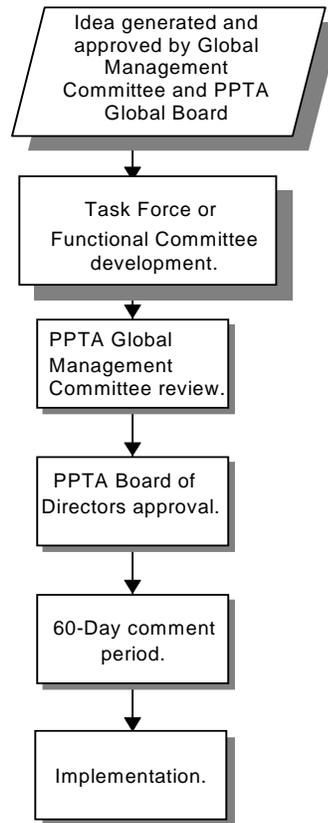 Idea generated and
approved by Global
Management
Committee and PPTA
Global Board
Task Force or
Functional Committee
development.
PPTA Global
Management
Committee review.
PPTA Board of
Directors approval.
60-Day comment
period.
Implementation.